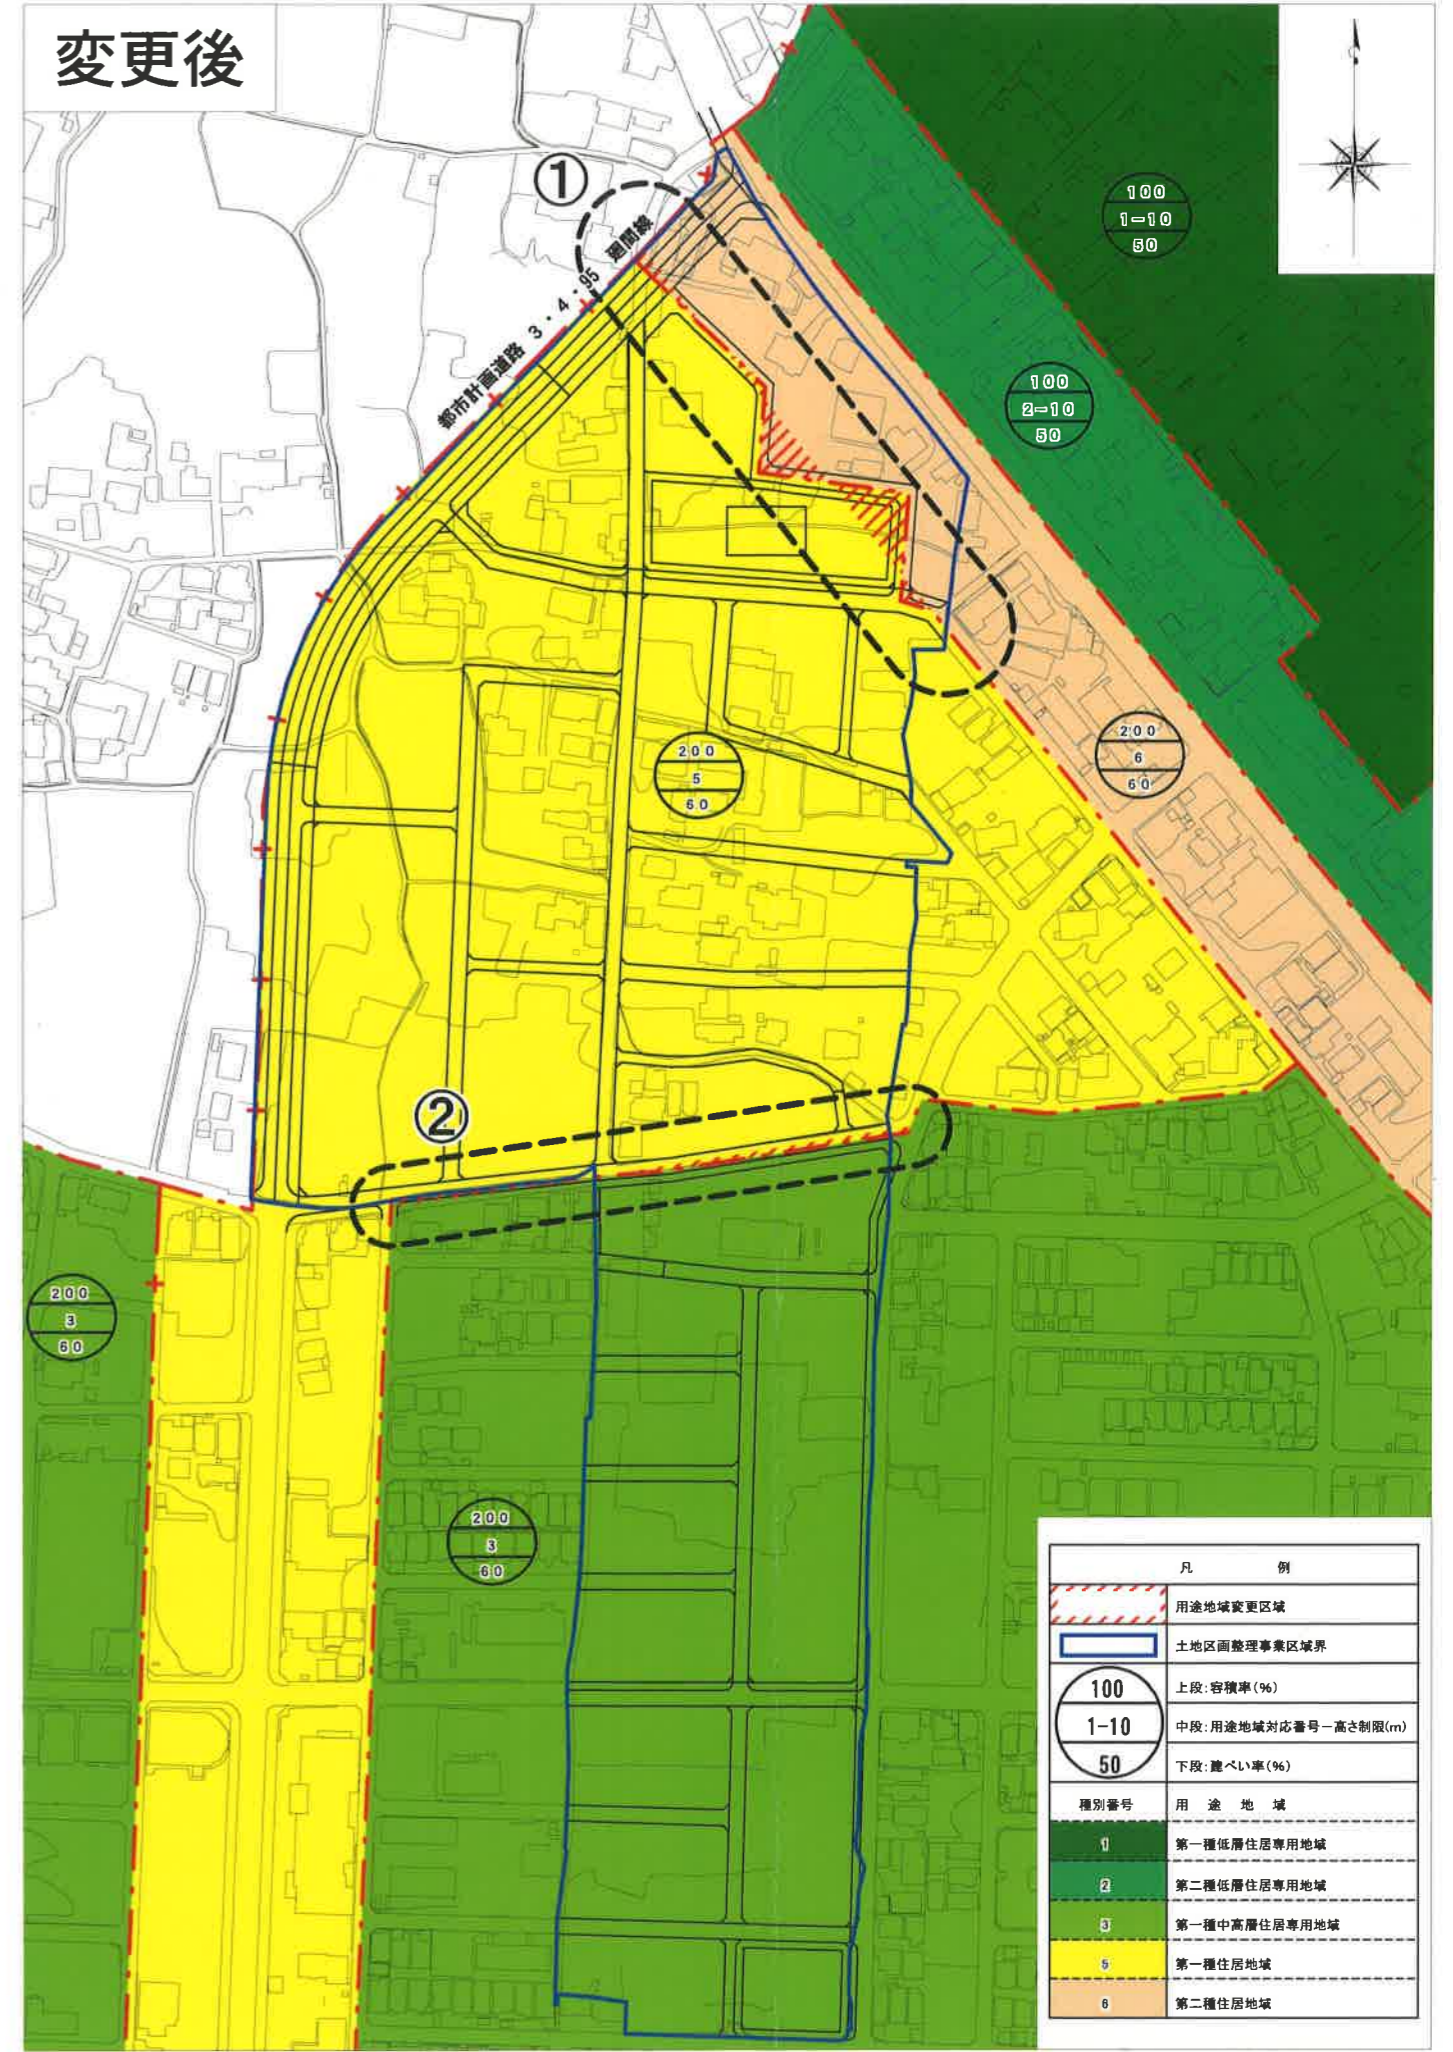 変更後
①
都市計画道路 3・4・95 廻間線
100
1-10
50
100
2-10
50
200
5
60
200
6
60
②
200
3
60
200
3
60
凡 例
用途地域変更区域
土地区画整理事業区域界
100
1-10
50
上段:容積率(%)
中段:用途地域対応番号-高さ制限(m)
下段:建ぺい率(%)
種別番号 用途地域
1 第一種低層住居専用地域
2 第二種低層住居専用地域
3 第一種中高層住居専用地域
5 第一種住居地域
6 第二種住居地域